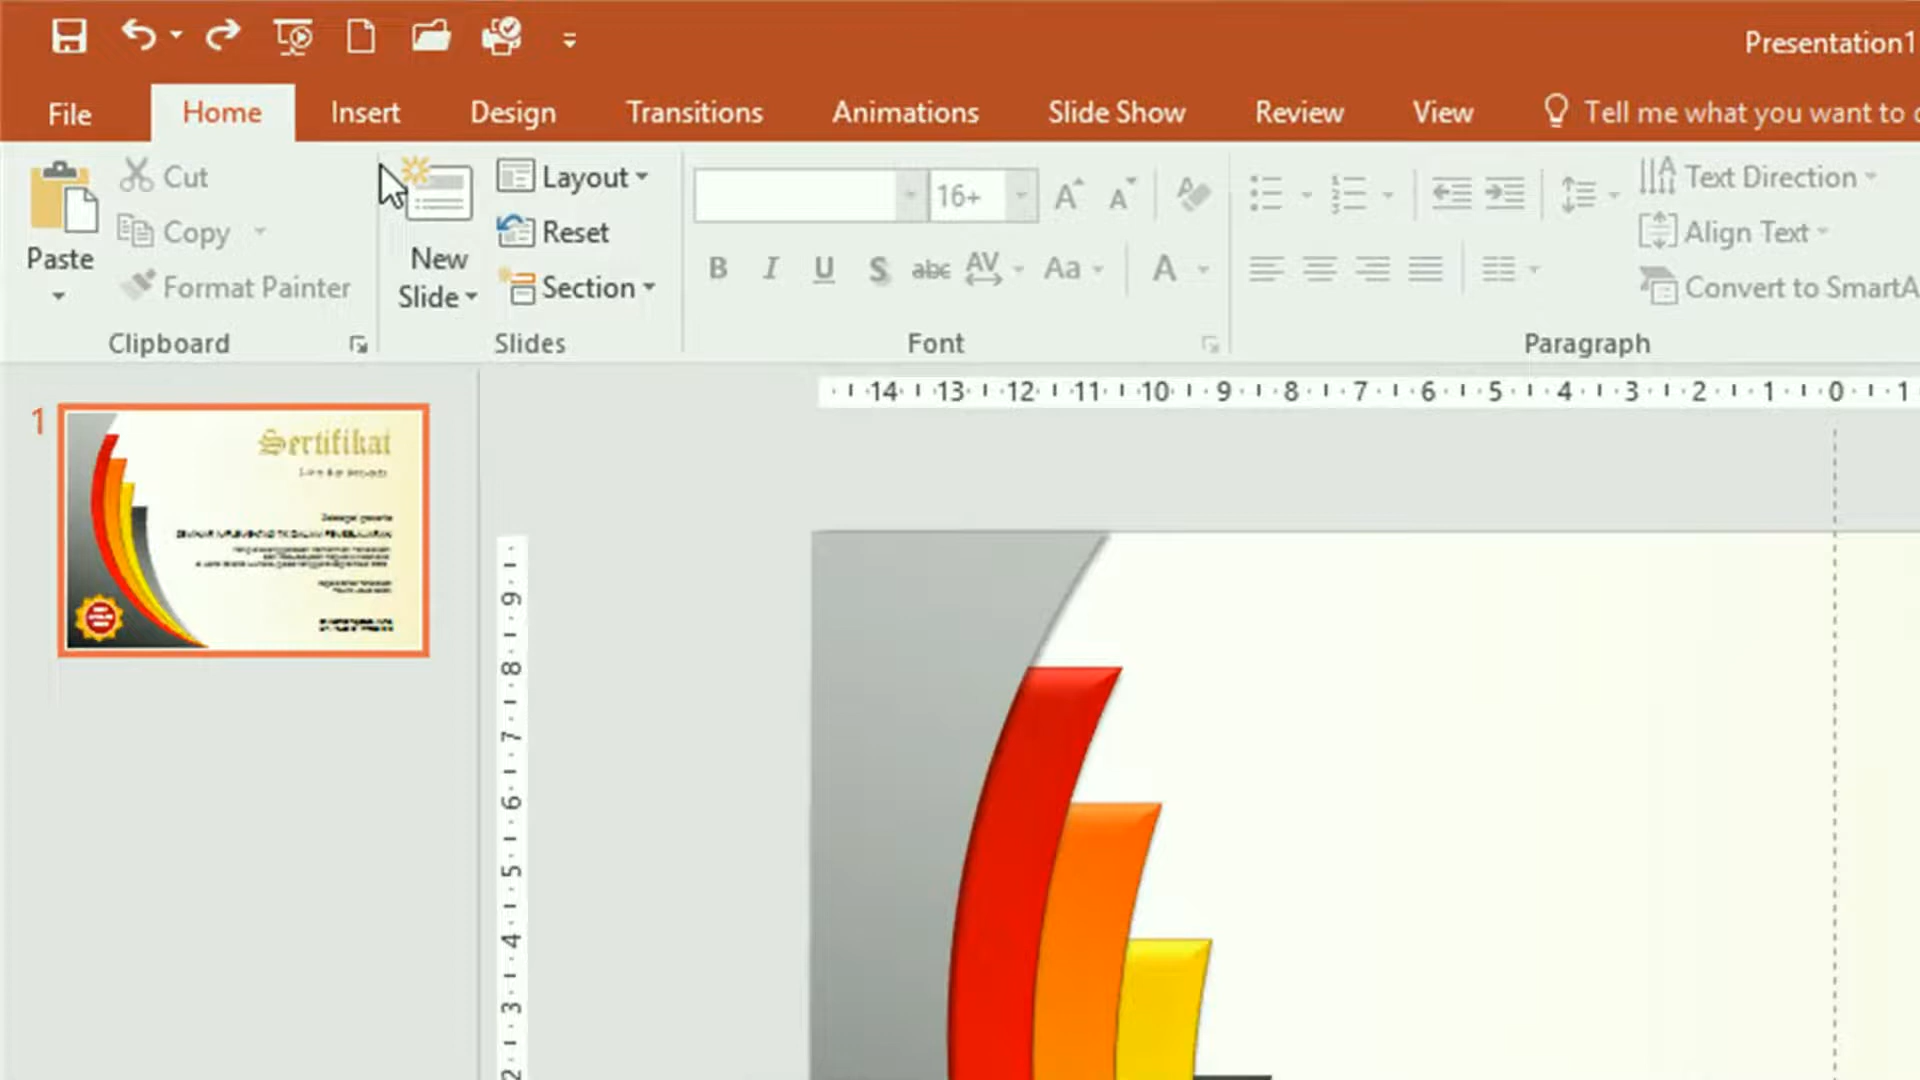 Presentation1
File Home Insert Design Transitions Animations Slide Show Review View Tell me what you want to
Paste
Cut
Copy
Format Painter
Clipboard
New
Slide
Layout
Reset
Section
Slides
16+
B I U S abc AV Aa A
Font
Text Direction
Align Text
Convert to SmartA
Paragraph
14 13 12 11 10 9 8 7 6 5 4 3 2 1 0 1
1
Sertifikat
9
8
7
6
5
4
3
2